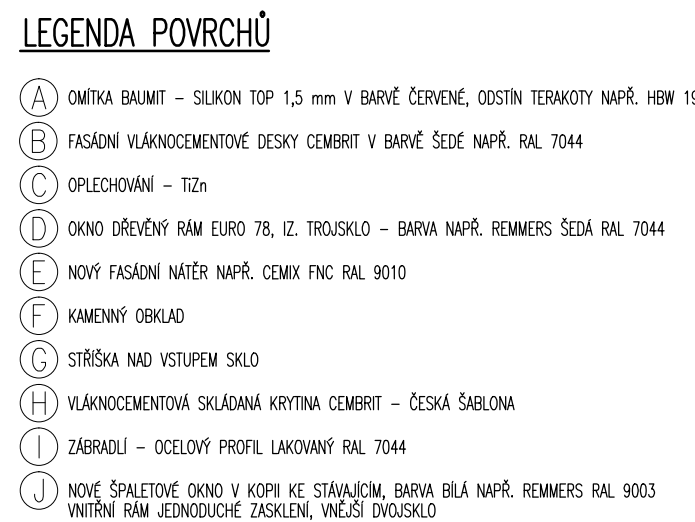 LEGENDA POVRCHŮ
A OMÍTKA BAUMIT – SILIKON TOP 1,5 mm V BARVĚ ČERVENÉ, ODSTÍN TERAKOTY NAPŘ. HBW
B FASÁDNÍ VLÁKNOCEMENTOVÉ DESKY CEMBRIT V BARVĚ ŠEDÉ NAPŘ. RAL 7044
C OPLECHOVÁNÍ – TiZn
D OKNO DŘEVĚNÝ RÁM EURO 78, IZ. TROJSKLO – BARVA NAPŘ. REMMERS ŠEDÁ RAL 7044
E NOVÝ FASÁDNÍ NÁTĚR NAPŘ. CEMIX FNC RAL 9010
F KAMENNÝ OBKLAD
G STŘÍŠKA NAD VSTUPEM SKLO
H VLÁKNOCEMENTOVÁ SKLÁDANÁ KRYTINA CEMBRIT – ČESKÁ ŠABLONA
I ZÁBRADLÍ – OCELOVÝ PROFIL LAKOVANÝ RAL 7044
J NOVÉ ŠPALETOVÉ OKNO V KOPII KE STÁVAJÍCÍM, BARVA BÍLÁ NAPŘ. REMMERS RAL 9003
VNITŘNÍ RÁM JEDNODUCHÉ ZASKLENÍ, VNĚJŠÍ DVOJSKLO